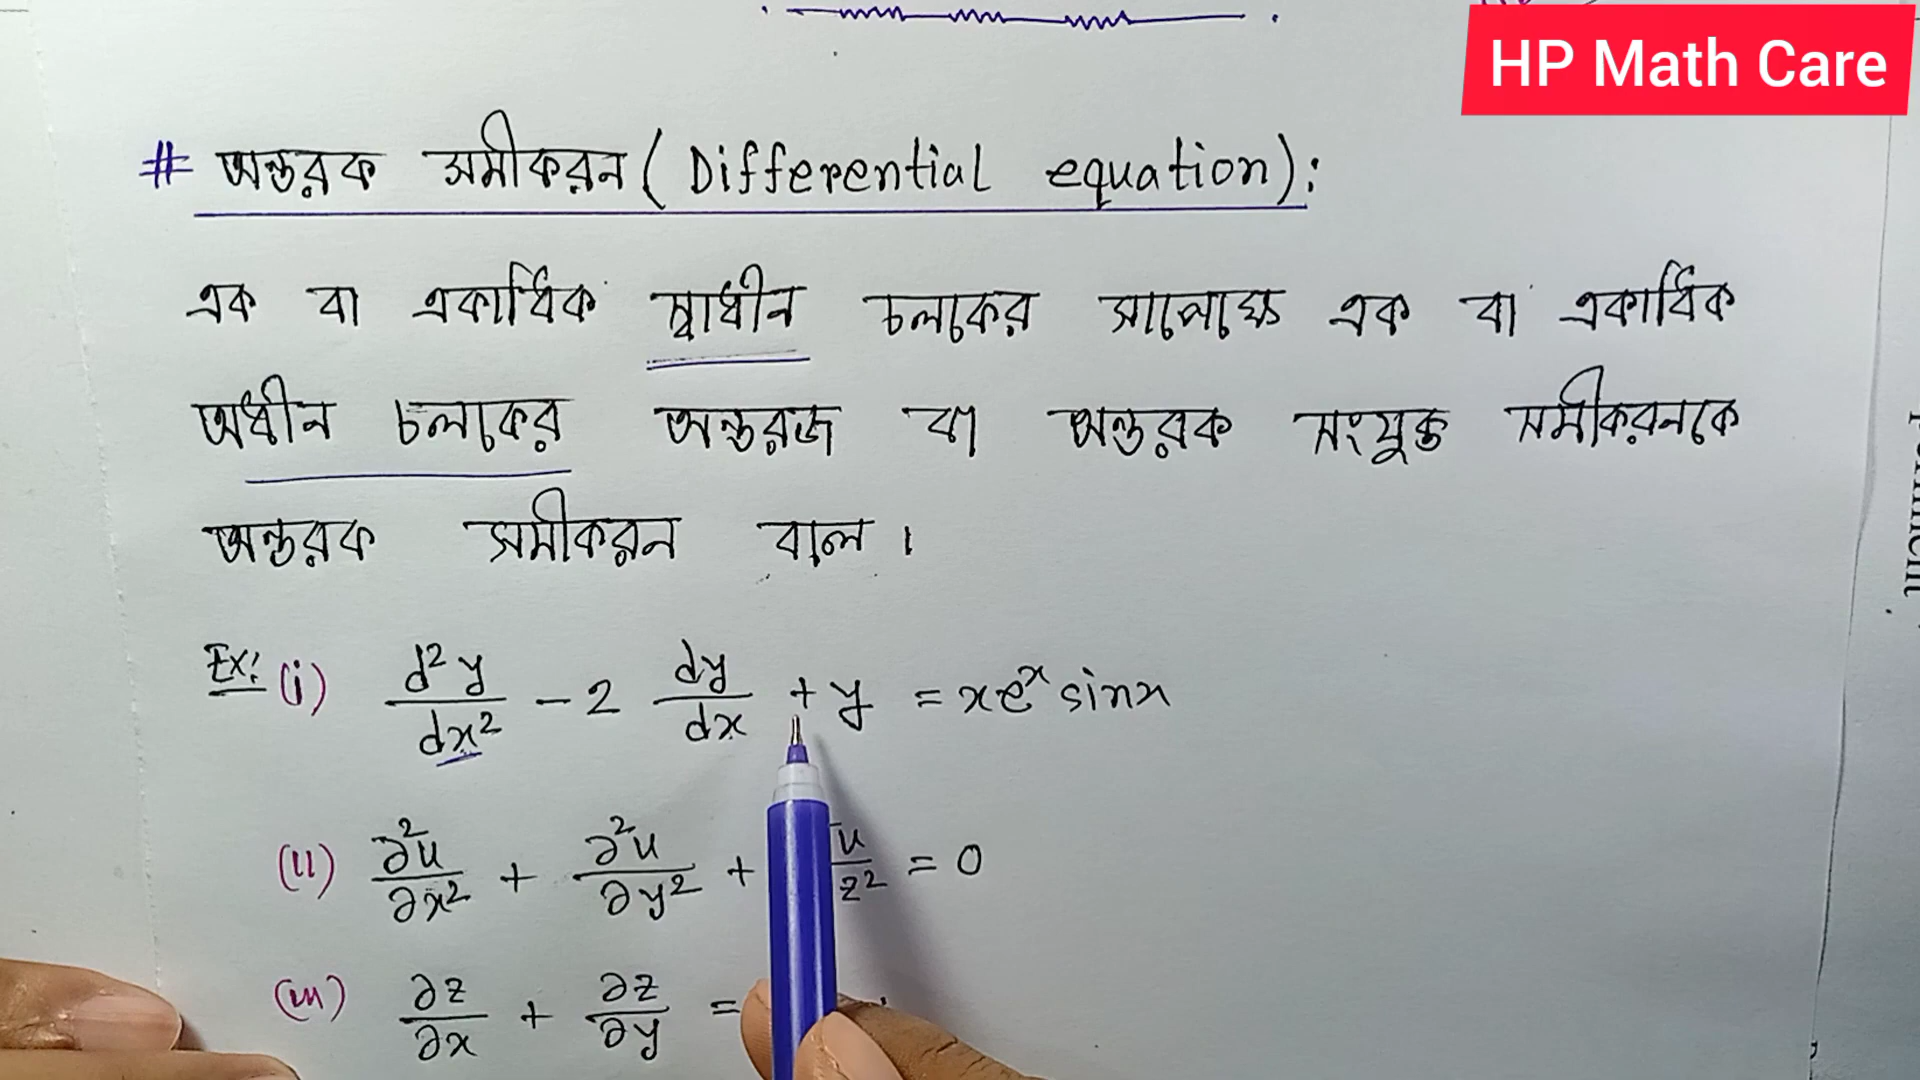 HP Math Care
# অন্তরক সমীকরন (Differential equation):
এক বা একাধিক স্বাধীন চলকের সাপেক্ষে এক বা একাধিক
অধীন চলকের অন্তরজ বা অন্তরক সংযুক্ত সমীকরনকে
অন্তরক সমীকরন বলে।
Ex: (i) d²y/dx² - 2 dy/dx + y = xeˣ sinx
(ii) ∂²u/∂x² + ∂²u/∂y² + u/z² = 0
(iii) ∂z/∂x + ∂z/∂y =